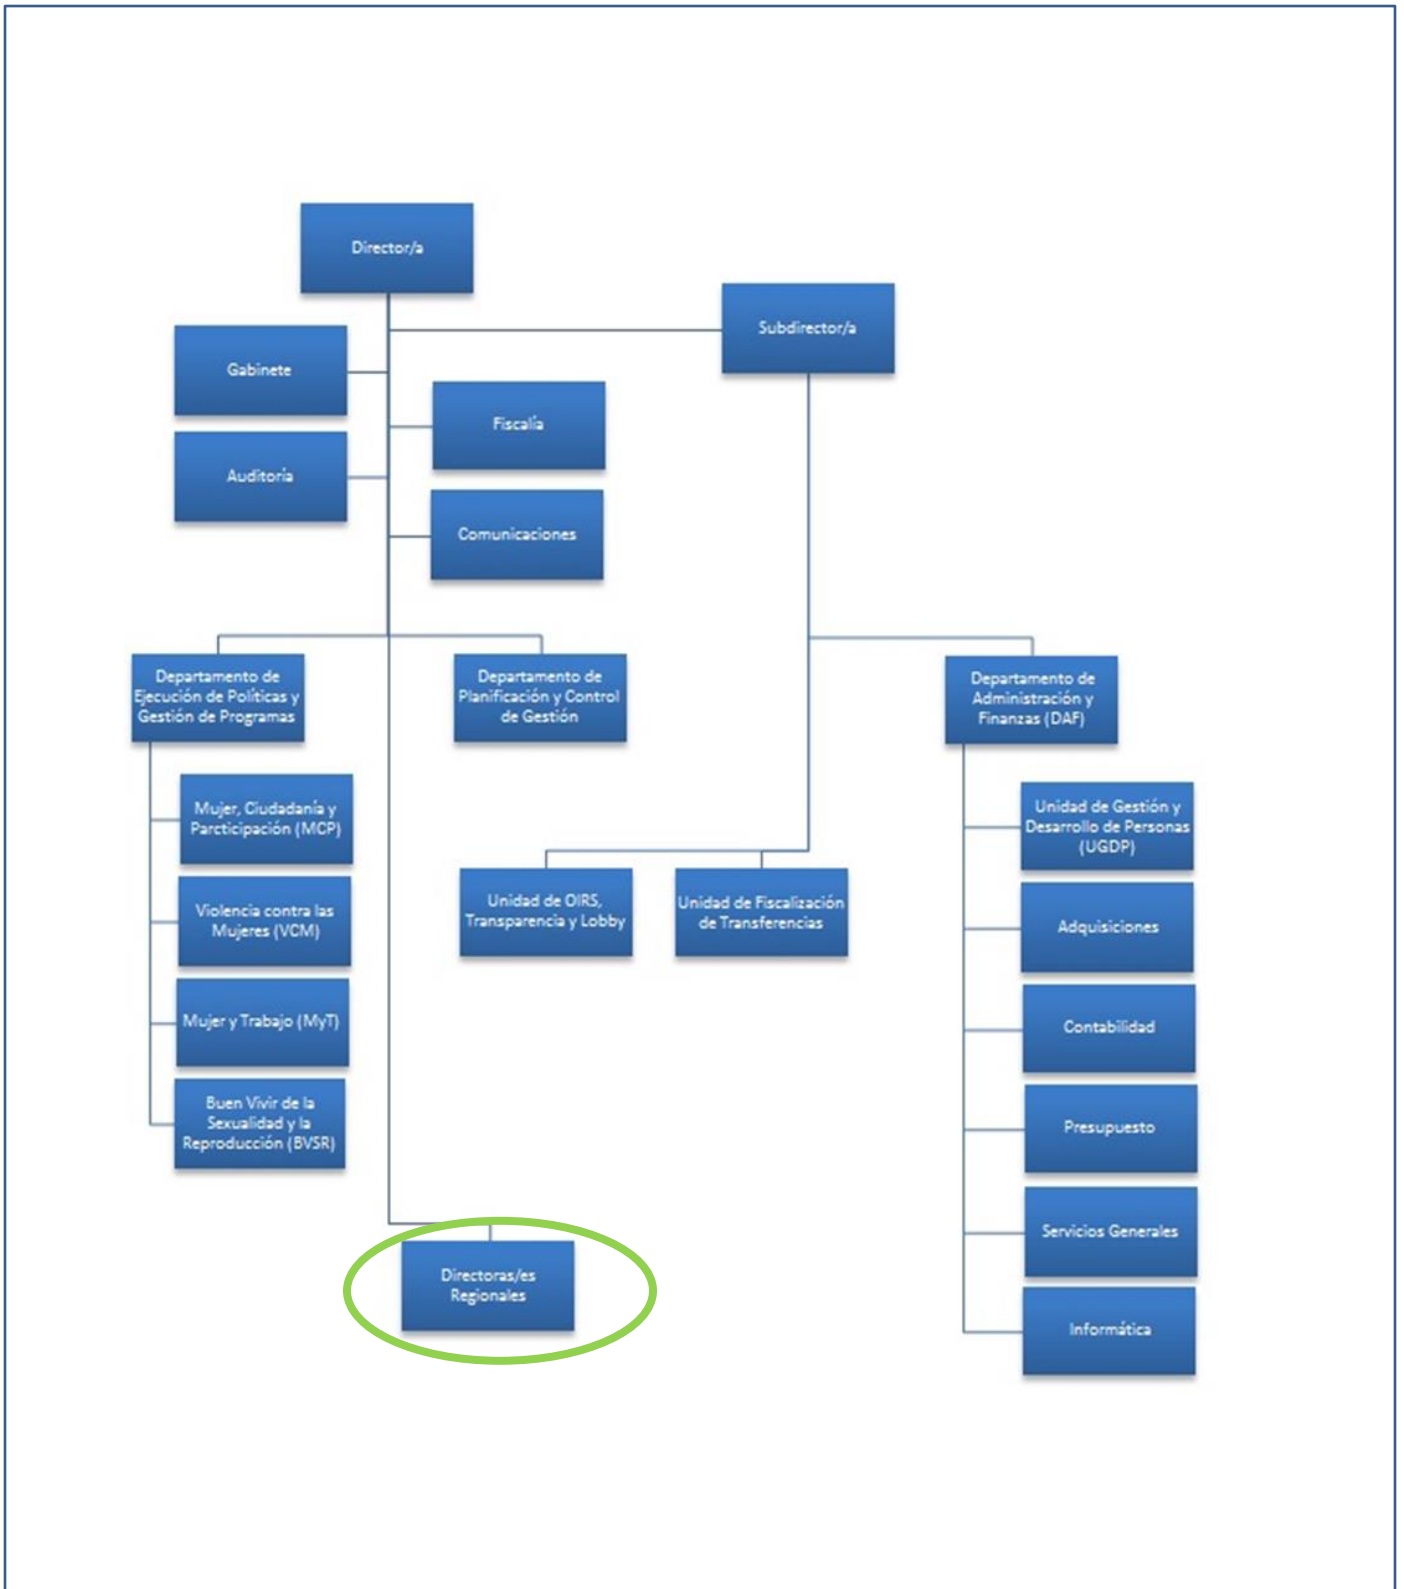 Director/a
Subdirector/a
Gabinete
Fiscalía
Auditoría
Comunicaciones
Departamento de
Ejecución de Políticas y
Gestión de Programas
Departamento de
Planificación y Control
de Gestión
Departamento de
Administración y
Finanzas (DAF)
Mujer, Ciudadanía y
Parcticipación (MCP)
Violencia contra las
Mujeres (VCM)
Mujer y Trabajo (MyT)
Buen Vivir de la
Sexualidad y la
Reproducción (BVSR)
Unidad de OIRS,
Transparencia y Lobby
Unidad de Fiscalización
de Transferencias
Unidad de Gestión y
Desarrollo de Personas
(UGDP)
Adquisiciones
Contabilidad
Presupuesto
Servicios Generales
Informática
Directoras/es
Regionales